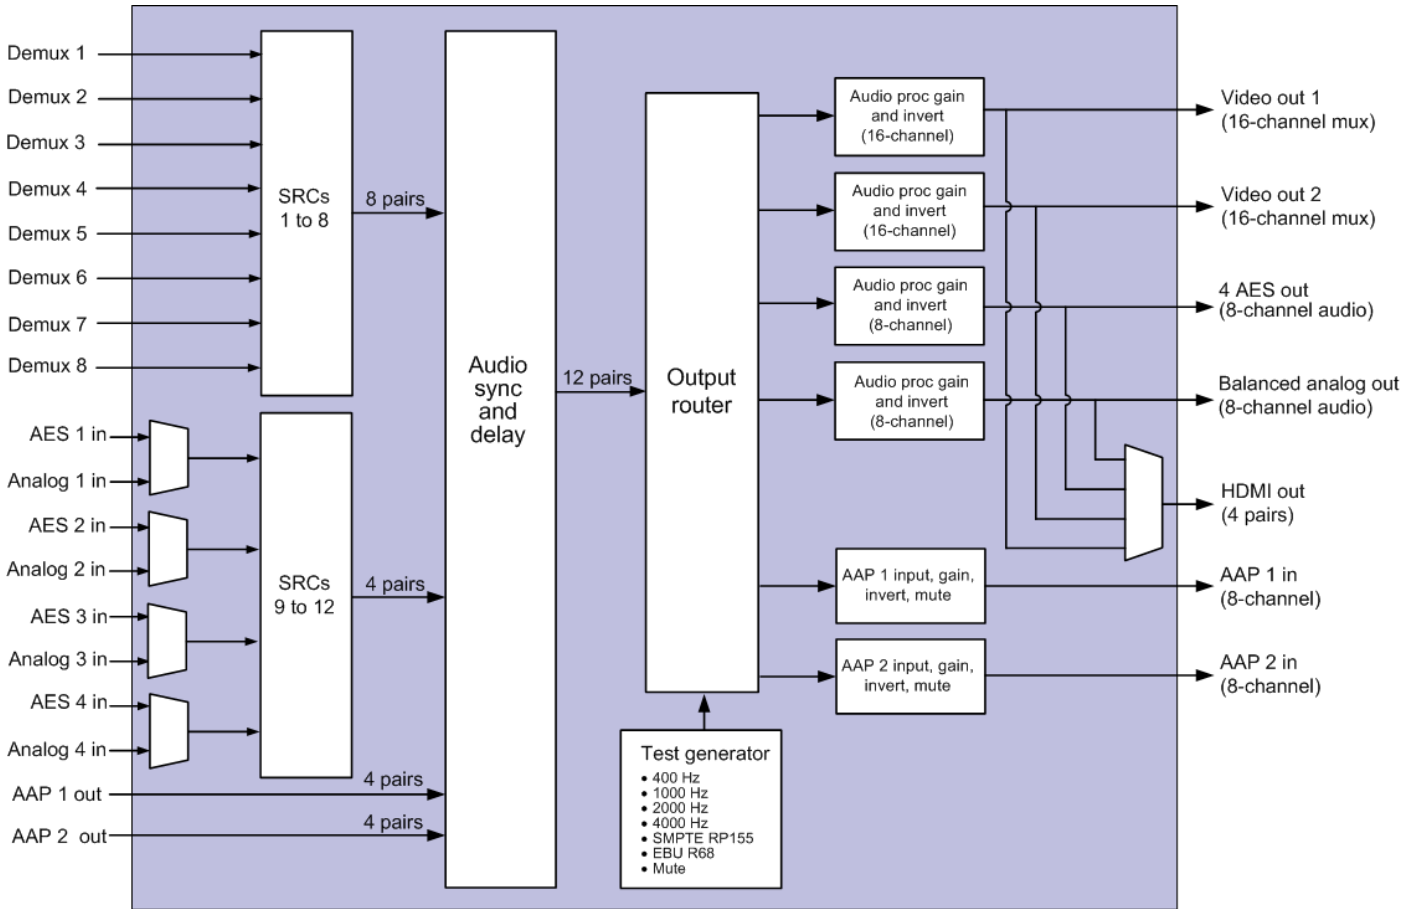 Demux 1
Demux 2
Demux 3
Demux 4
Demux 5
Demux 6
Demux 7
Demux 8
SRCs
1 to 8
8 pairs
AES 1 in
Analog 1 in
AES 2 in
Analog 2 in
AES 3 in
Analog 3 in
AES 4 in
Analog 4 in
SRCs
9 to 12
4 pairs
AAP 1 out
4 pairs
AAP 2 out
4 pairs
Audio
sync
and
delay
12 pairs
Output
router
Test generator
• 400 Hz
• 1000 Hz
• 2000 Hz
• 4000 Hz
• SMPTE RP155
• EBU R68
• Mute
Audio proc gain
and invert
(16-channel)
Audio proc gain
and invert
(16-channel)
Audio proc gain
and invert
(8-channel)
Audio proc gain
and invert
(8-channel)
AAP 1 input, gain,
invert, mute
AAP 2 input, gain,
invert, mute
Video out 1
(16-channel mux)
Video out 2
(16-channel mux)
4 AES out
(8-channel audio)
Balanced analog out
(8-channel audio)
HDMI out
(4 pairs)
AAP 1 in
(8-channel)
AAP 2 in
(8-channel)